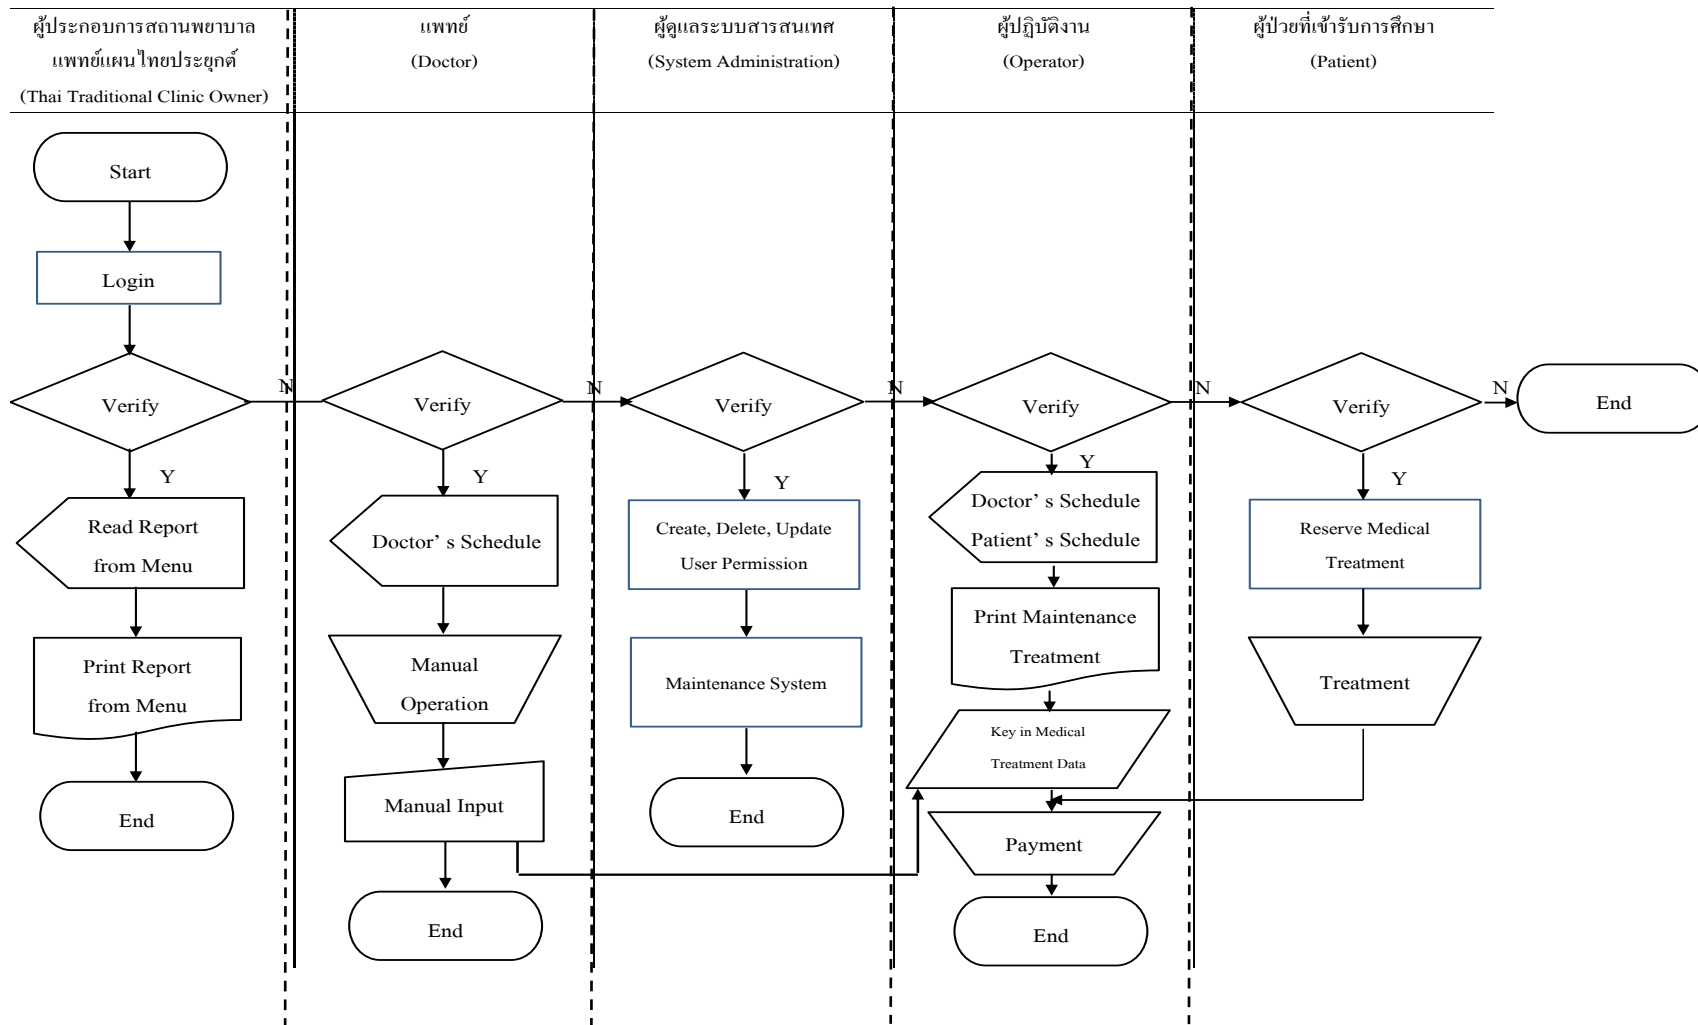 ผู้ประกอบการสถานพยาบาล
แพทย์แผนไทยประยุกต์
(Thai Traditional Clinic Owner)
แพทย์
(Doctor)
ผู้ดูแลระบบสารสนเทศ
(System Administration)
ผู้ปฏิบัติงาน
(Operator)
ผู้ป่วยที่เข้ารับการศึกษา
(Patient)
Start
Login
Verify
N
Verify
N
Verify
N
Verify
N
Verify
N
End
Y
Y
Y
Y
Y
Read Report
from Menu
Doctor’ s Schedule
Create, Delete, Update
User Permission
Doctor’ s Schedule
Patient’ s Schedule
Reserve Medical
Treatment
Print Report
from Menu
Manual
Operation
Maintenance System
Print Maintenance
Treatment
Treatment
Key in Medical
Treatment Data
End
Manual Input
End
Payment
End
End